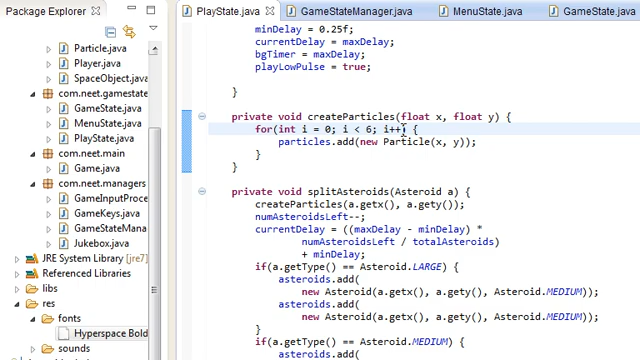 Package Explorer
Particle.java
Player.java
SpaceObject.java
com.neet.gamestate
GameState.java
MenuState.java
PlayState.java
com.neet.main
Game.java
com.neet.managers
GameInputProce
GameKeys.java
GameStateManag
Jukebox.java
JRE System Library [jre7]
Referenced Libraries
libs
res
fonts
Hyperspace Bold
sounds
PlayState.java
GameStateManager.java
MenuState.java
GameState.java
minDelay = 0.25f;
currentDelay = maxDelay;
bgTimer = maxDelay;
playLowPulse = true;
}
private void createParticles(float x, float y) {
for(int i = 0; i < 6; i++) {
particles.add(new Particle(x, y));
}
}
private void splitAsteroids(Asteroid a) {
createParticles(a.getx(), a.gety());
numAsteroidsLeft--;
currentDelay = ((maxDelay - minDelay) *
numAsteroidsLeft / totalAsteroids)
+ minDelay;
if(a.getType() == Asteroid.LARGE) {
asteroids.add(
new Asteroid(a.getx(), a.gety(), Asteroid.MEDIUM));
asteroids.add(
new Asteroid(a.getx(), a.gety(), Asteroid.MEDIUM));
}
if(a.getType() == Asteroid.MEDIUM) {
asteroids.add(